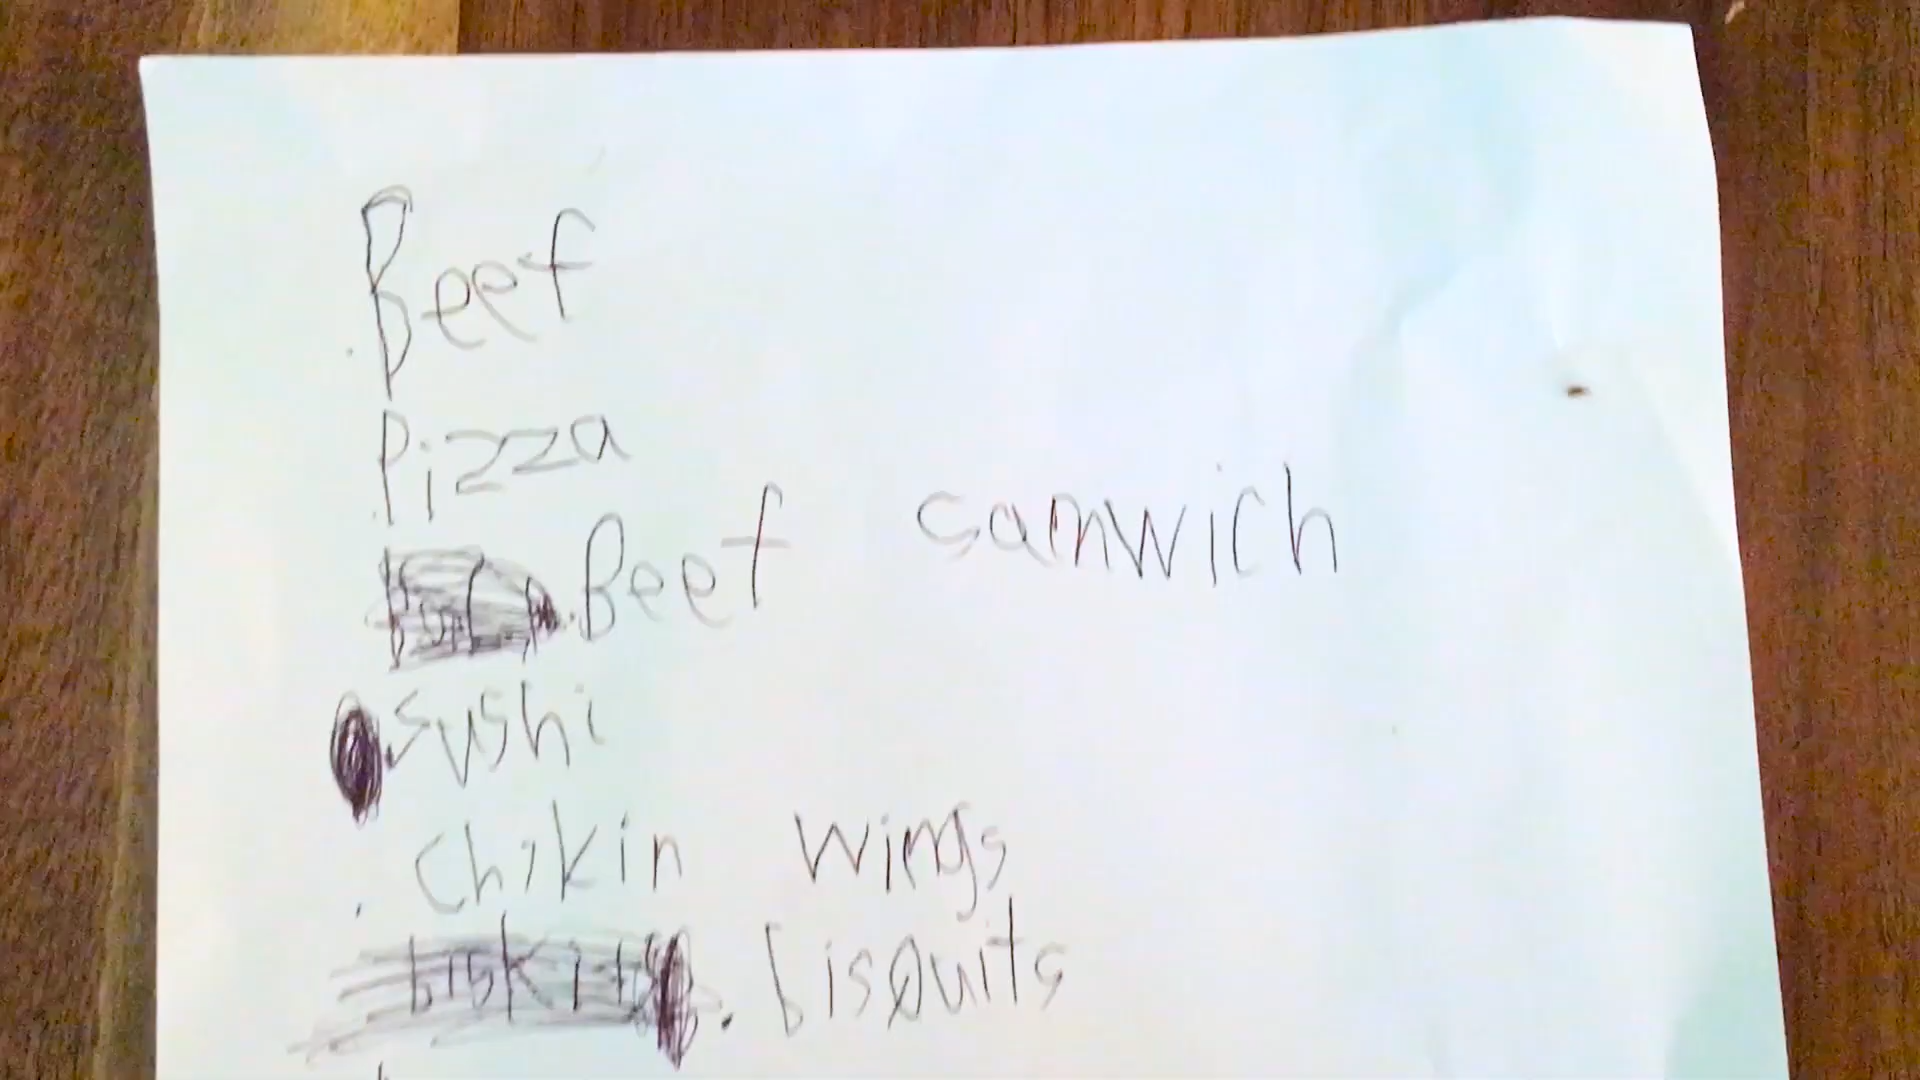 . Beef
. Pizza
. Beef samwich
. sushi
. chikin wings
. bisquits